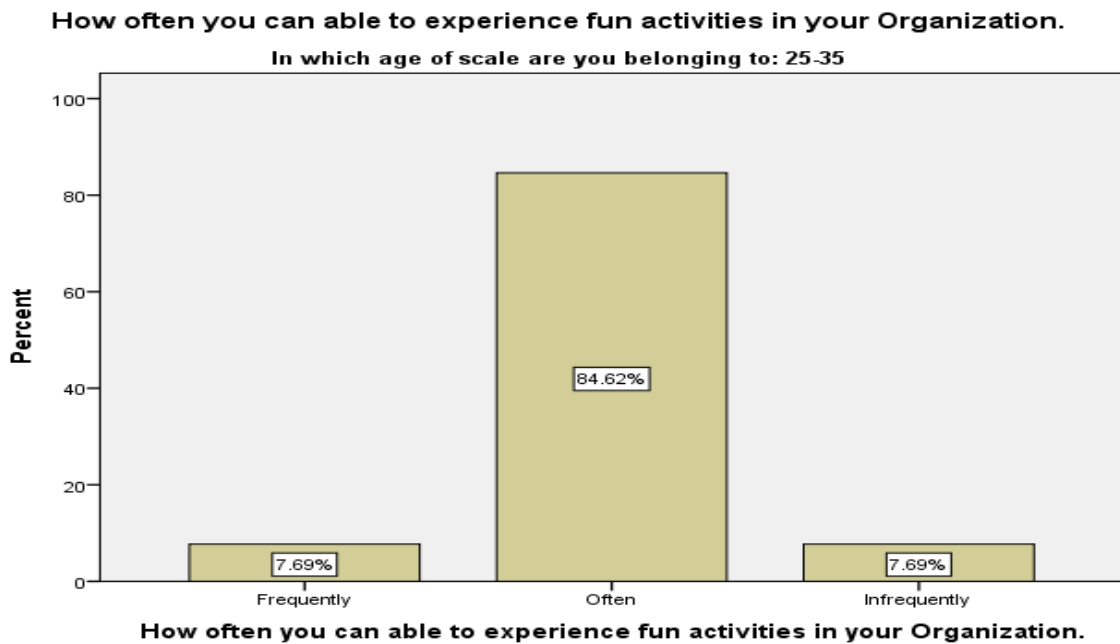 How often you can able to experience fun activities in your Organization.
In which age of scale are you belonging to: 25-35
Percent
100
80
60
40
20
0
84.62%
7.69%
7.69%
Frequently
Often
Infrequently
How often you can able to experience fun activities in your Organization.